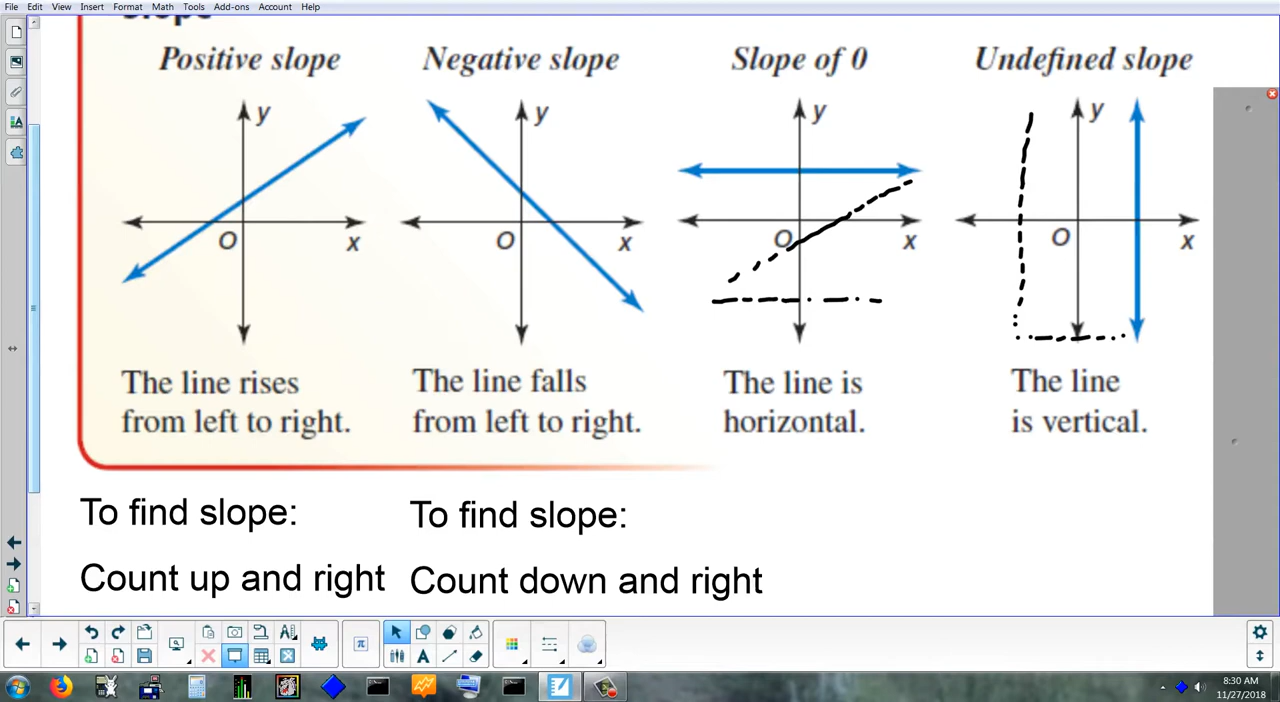 File Edit View Insert Format Math Tools Add-ons Account Help
Slope
Positive slope
Negative slope
Slope of 0
Undefined slope
y
x
O
y
x
O
y
x
O
y
x
O
The line rises
from left to right.
The line falls
from left to right.
The line is
horizontal.
The line
is vertical.
To find slope:
Count up and right
To find slope:
Count down and right
π
A
8:30 AM
11/27/2018